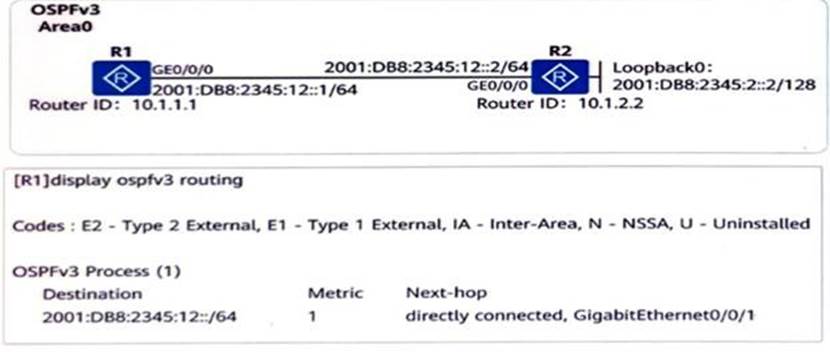 OSPFv3
Area0
R1
R2
GE0/0/0
2001:DB8:2345:12::2/64
Loopback0:
2001:DB8:2345:12::1/64
GE0/0/0
2001:DB8:2345:2::2/128
R
R
Router ID: 10.1.1.1
Router ID: 10.1.2.2
[R1]display ospfv3 routing
Codes : E2 - Type 2 External, E1 - Type 1 External, IA - Inter-Area, N - NSSA, U - Uninstalled
OSPFv3 Process (1)
Destination Metric Next-hop
2001:DB8:2345:12::/64 1 directly connected, GigabitEthernet0/0/1